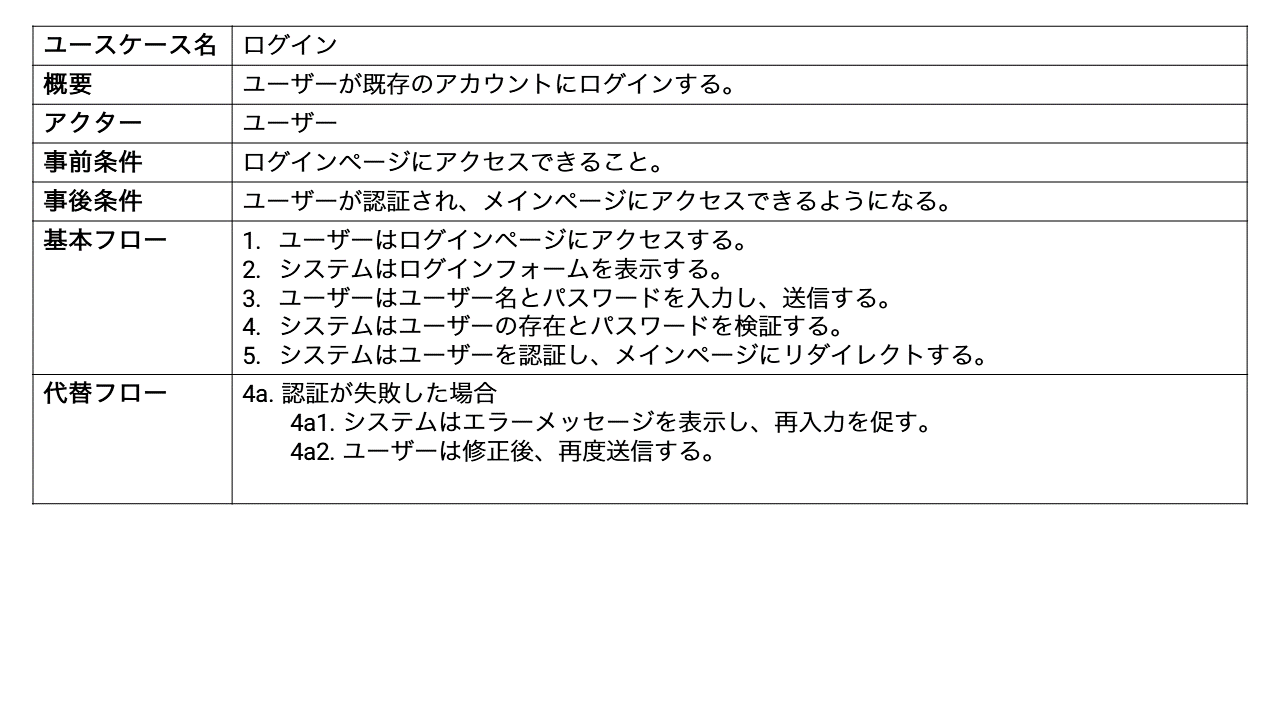 ユースケース名 ログイン
概要 ユーザーが既存のアカウントにログインする。
アクター ユーザー
事前条件 ログインページにアクセスできること。
事後条件 ユーザーが認証され、メインページにアクセスできるようになる。
基本フロー 1. ユーザーはログインページにアクセスする。
2. システムはログインフォームを表示する。
3. ユーザーはユーザー名とパスワードを入力し、送信する。
4. システムはユーザーの存在とパスワードを検証する。
5. システムはユーザーを認証し、メインページにリダイレクトする。
代替フロー 4a. 認証が失敗した場合
4a1. システムはエラーメッセージを表示し、再入力を促す。
4a2. ユーザーは修正後、再度送信する。